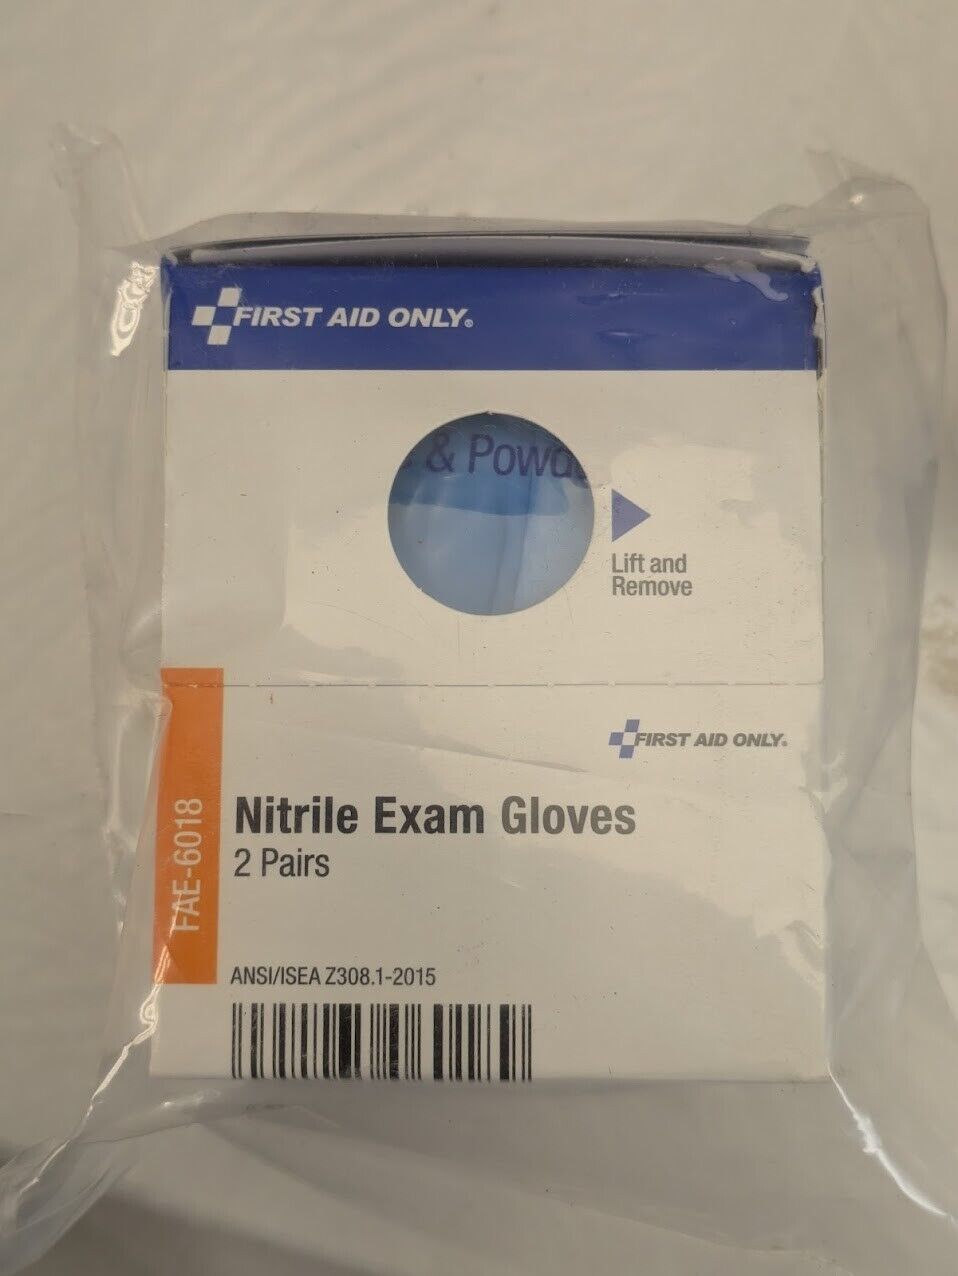 FIRST AID ONLY®
& Powd
Lift and
Remove
FIRST AID ONLY®
Nitrile Exam Gloves
2 Pairs
FAE-6018
ANSI/ISEA Z308.1-2015